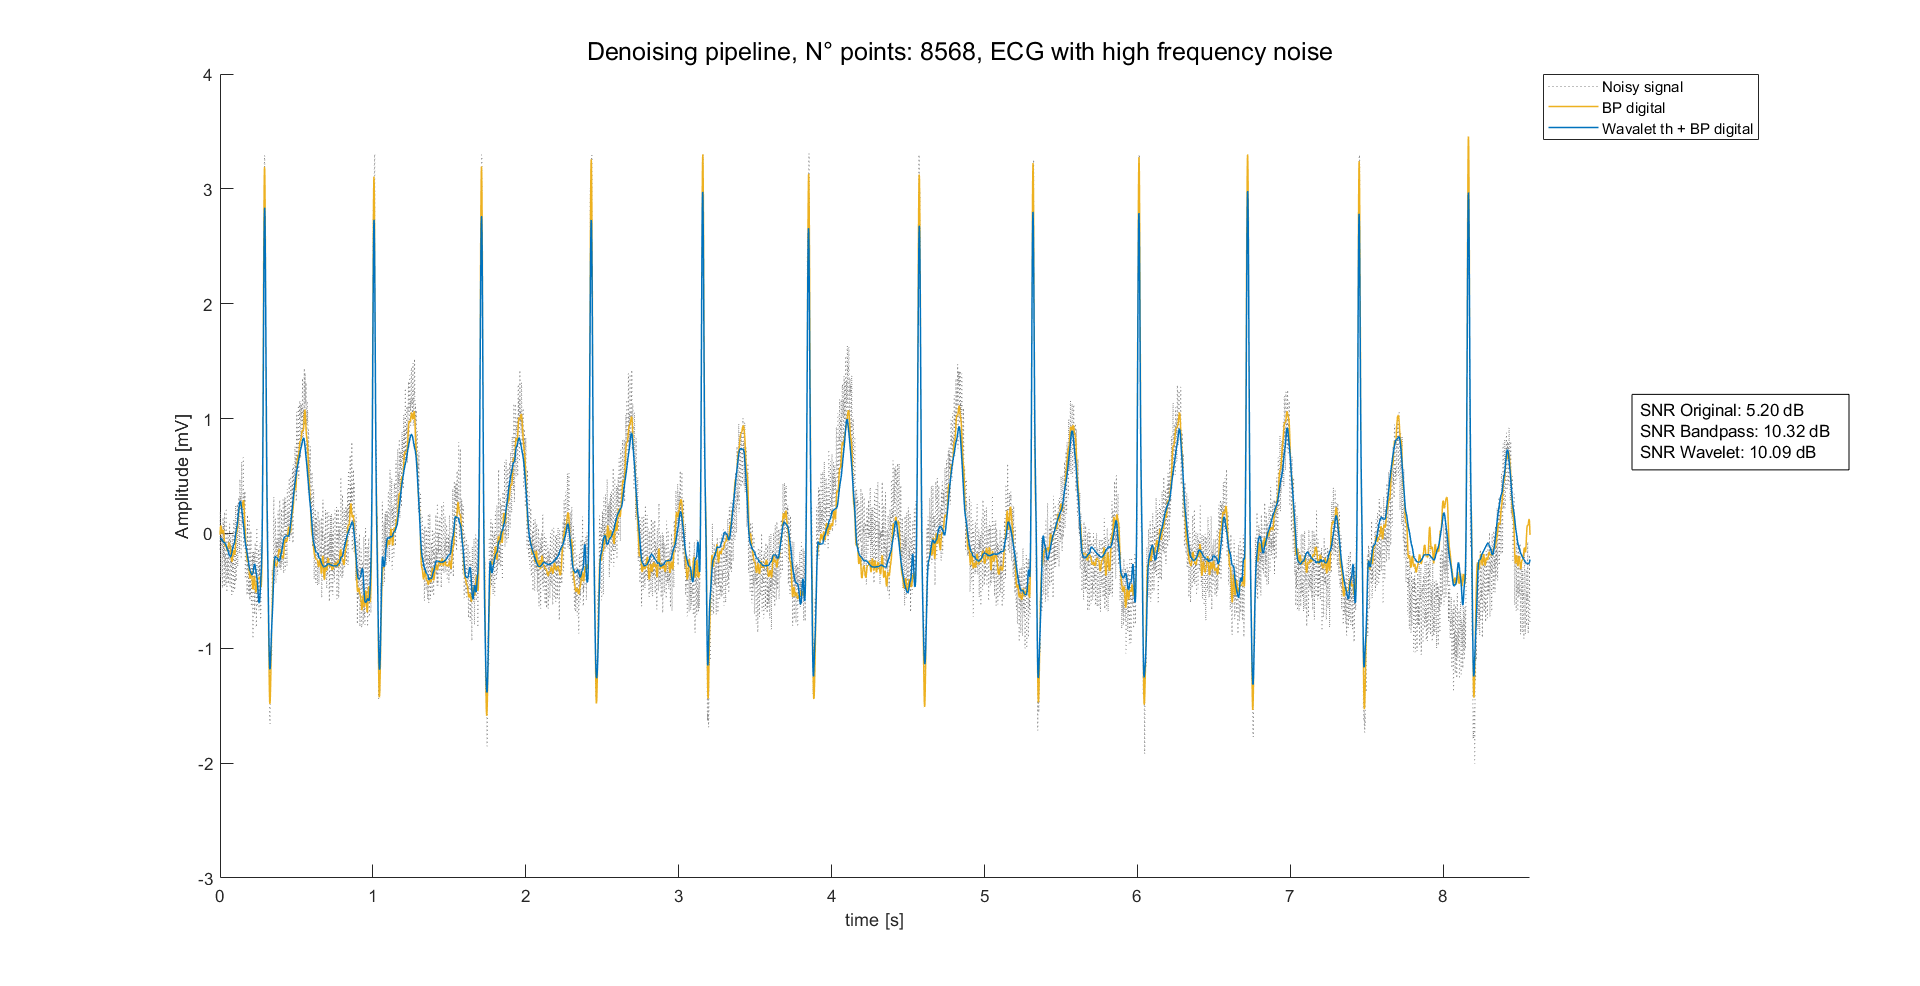 Denoising pipeline, N° points: 8568, ECG with high frequency noise
Noisy signal
BP digital
Wavalet th + BP digital
4
3
2
1
0
-1
-2
-3
Amplitude [mV]
SNR Original: 5.20 dB
SNR Bandpass: 10.32 dB
SNR Wavelet: 10.09 dB
0 1 2 3 4 5 6 7 8
time [s]